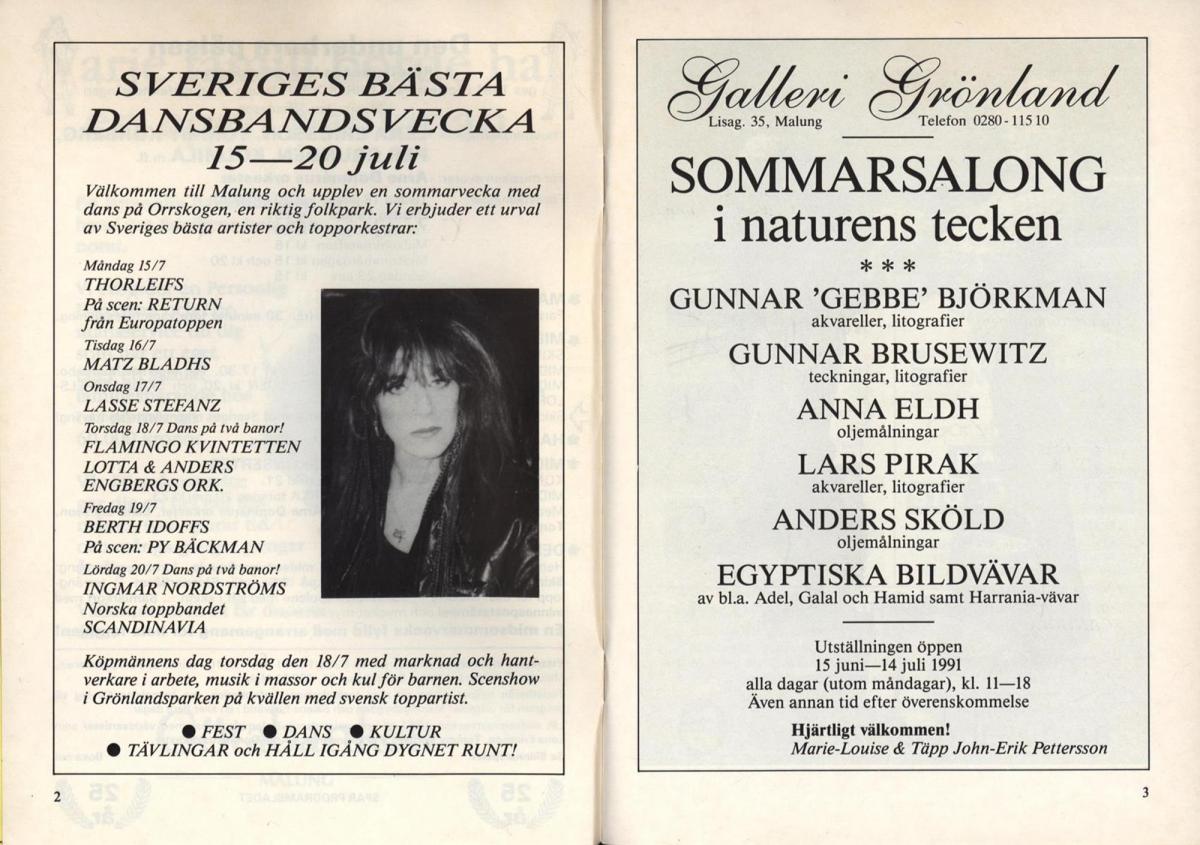 SVERIGES BÄSTA
DANSBANDSVECKA
15—20 juli
Välkommen till Malung och upplev en sommarvecka med
dans på Orrskogen, en riktig folkpark. Vi erbjuder ett urval
av Sveriges bästa artister och topporkestrar:
Måndag 15/7
THORLEIFS
På scen: RETURN
från Europatoppen
Tisdag 16/7
MATZ BLADHS
Onsdag 17/7
LASSE STEFANZ
Torsdag 18/7 Dans på två banor!
FLAMINGO KVINTETTEN
LOTTA & ANDERS
ENGBERGS ORK.
Fredag 19/7
BERTH IDOFFS
På scen: PY BÄCKMAN
Lördag 20/7 Dans på två banor!
INGMAR NORDSTRÖMS
Norska toppbandet
SCANDINAVIA
Köpmännens dag torsdag den 18/7 med marknad och hant-
verkare i arbete, musik i massor och kul för barnen. Scenshow
i Grönlandsparken på kvällen med svensk toppartist.
● FEST ● DANS ● KULTUR
● TÄVLINGAR och HÅLL IGÅNG DYGNET RUNT!
2
Galleri Grönland
Lisag. 35, Malung Telefon 0280-115 10
SOMMARSALONG
i naturens tecken
* * *
GUNNAR ’GEBBE’ BJÖRKMAN
akvareller, litografier
GUNNAR BRUSEWITZ
teckningar, litografier
ANNA ELDH
oljemålningar
LARS PIRAK
akvareller, litografier
ANDERS SKÖLD
oljemålningar
EGYPTISKA BILDVÄVAR
av bl.a. Adel, Galal och Hamid samt Harrania-vävar
Utställningen öppen
15 juni—14 juli 1991
alla dagar (utom måndagar), kl. 11—18
Även annan tid efter överenskommelse
Hjärtligt välkommen!
Marie-Louise & Täpp John-Erik Pettersson
3